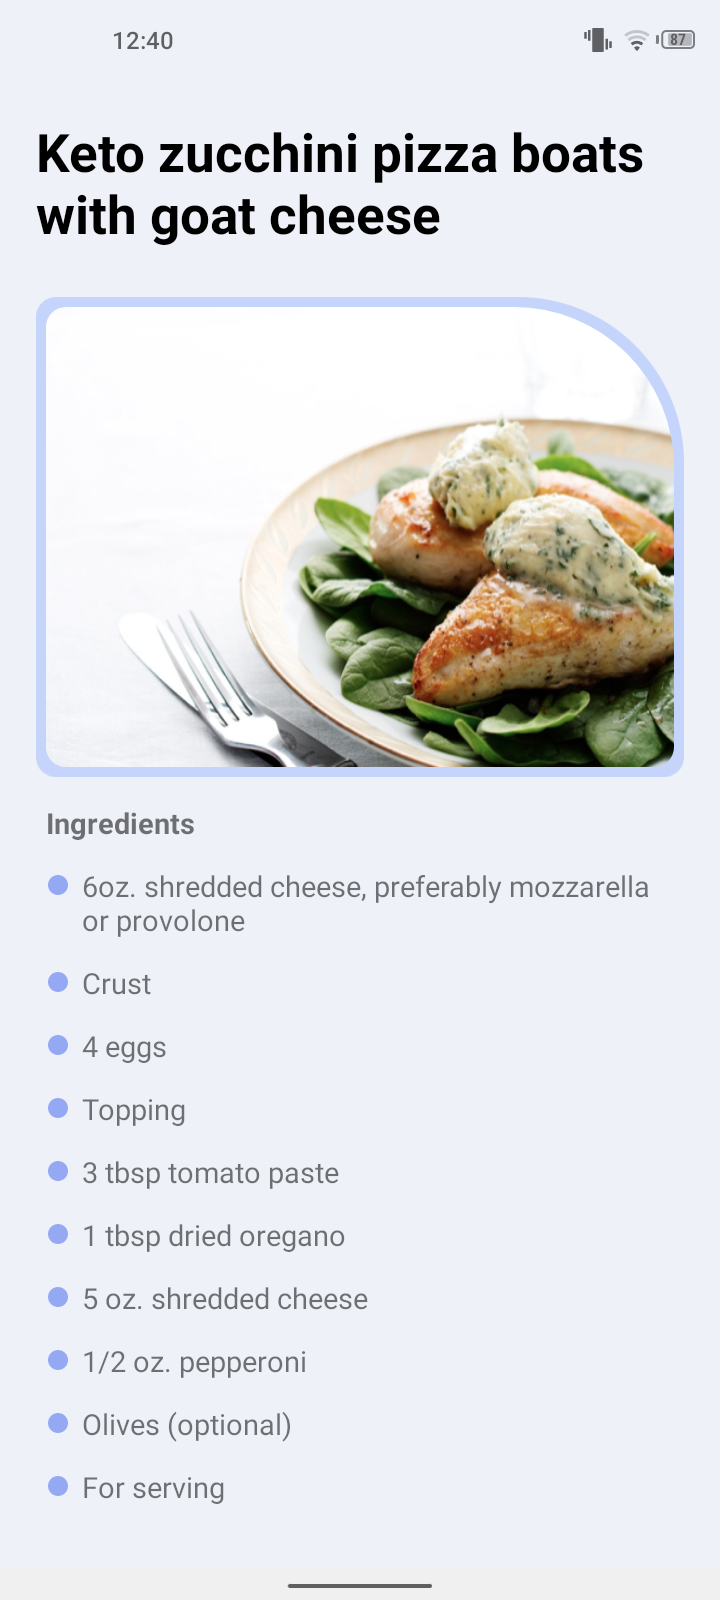 12:40
87
Keto zucchini pizza boats
with goat cheese
Ingredients
6oz. shredded cheese, preferably mozzarella
or provolone
Crust
4 eggs
Topping
3 tbsp tomato paste
1 tbsp dried oregano
5 oz. shredded cheese
1/2 oz. pepperoni
Olives (optional)
For serving